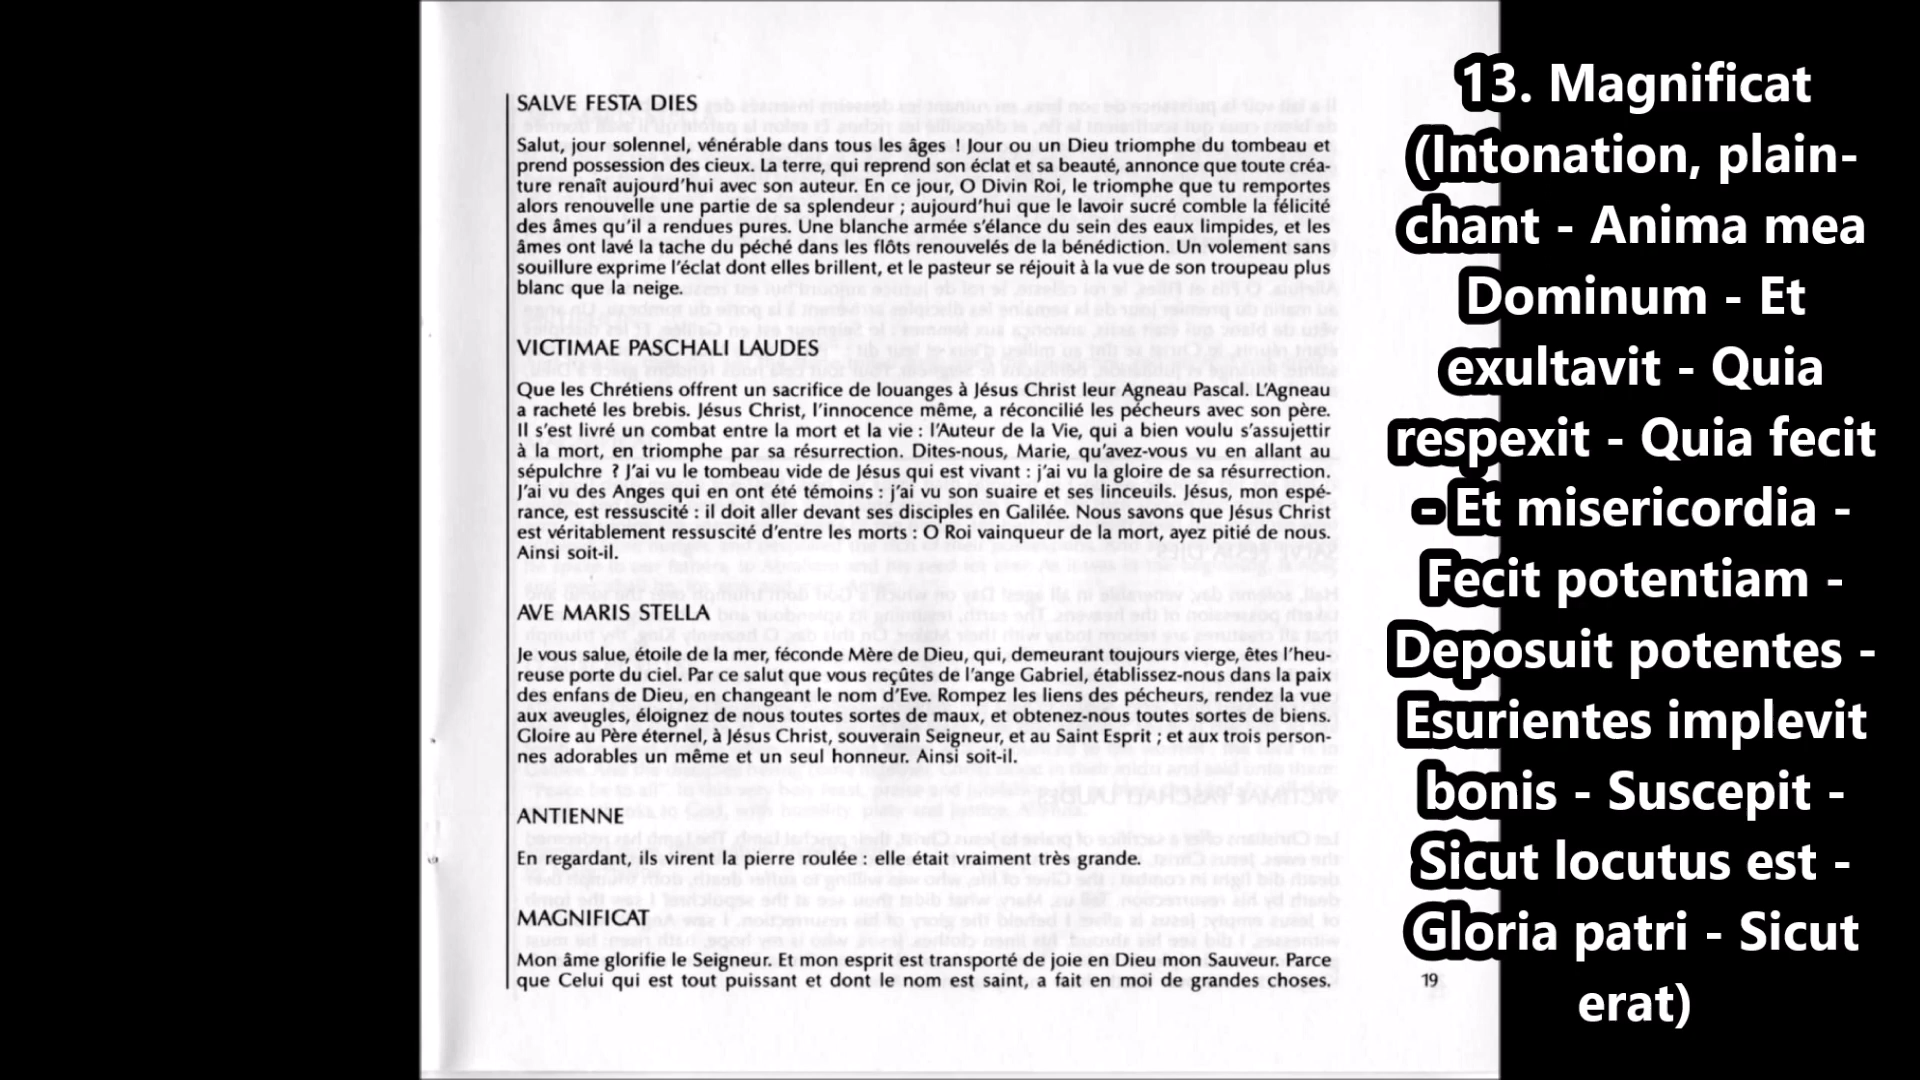 SALVE FESTA DIES
Salut, jour solennel, vénérable dans tous les âges ! Jour ou un Dieu triomphe du tombeau et
prend possession des cieux. La terre, qui reprend son éclat et sa beauté, annonce que toute créa-
ture renaît aujourd'hui avec son auteur. En ce jour, O Divin Roi, le triomphe que tu remportes
alors renouvelle une partie de sa splendeur ; aujourd'hui que le lavoir sucré comble la félicité
des âmes qu'il a rendues pures. Une blanche armée s'élance du sein des eaux limpides, et les
âmes ont lavé la tache du péché dans les flôts renouvelés de la bénédiction. Un volement sans
souillure exprime l'éclat dont elles brillent, et le pasteur se réjouit à la vue de son troupeau plus
blanc que la neige.
VICTIMAE PASCHALI LAUDES
Que les Chrétiens offrent un sacrifice de louanges à Jésus Christ leur Agneau Pascal. L'Agneau
a racheté les brebis. Jésus Christ, l'innocence même, a réconcilié les pécheurs avec son père.
Il s'est livré un combat entre la mort et la vie : l'Auteur de la Vie, qui a bien voulu s'assujettir
à la mort, en triomphe par sa résurrection. Dites-nous, Marie, qu'avez-vous vu en allant au
sépulchre ? J'ai vu le tombeau vide de Jésus qui est vivant : j'ai vu la gloire de sa résurrection.
J'ai vu des Anges qui en ont été témoins : j'ai vu son suaire et ses linceuils. Jésus, mon espé-
rance, est ressuscité : il doit aller devant ses disciples en Galilée. Nous savons que Jésus Christ
est véritablement ressuscité d'entre les morts : O Roi vainqueur de la mort, ayez pitié de nous.
Ainsi soit-il.
AVE MARIS STELLA
Je vous salue, étoile de la mer, féconde Mère de Dieu, qui, demeurant toujours vierge, êtes l'heu-
reuse porte du ciel. Par ce salut que vous reçûtes de l'ange Gabriel, établissez-nous dans la paix
des enfans de Dieu, en changeant le nom d'Eve. Rompez les liens des pécheurs, rendez la vue
aux aveugles, éloignez de nous toutes sortes de maux, et obtenez-nous toutes sortes de biens.
Gloire au Père éternel, à Jésus Christ, souverain Seigneur, et au Saint Esprit ; et aux trois person-
nes adorables un même et un seul honneur. Ainsi soit-il.
ANTIENNE
En regardant, ils virent la pierre roulée : elle était vraiment très grande.
MAGNIFICAT
Mon âme glorifie le Seigneur. Et mon esprit est transporté de joie en Dieu mon Sauveur. Parce
que Celui qui est tout puissant et dont le nom est saint, a fait en moi de grandes choses.
19
13. Magnificat
(Intonation, plain-
chant - Anima mea
Dominum - Et
exultavit - Quia
respexit - Quia fecit
- Et misericordia -
Fecit potentiam -
Deposuit potentes -
Esurientes implevit
bonis - Suscepit -
Sicut locutus est -
Gloria patri - Sicut
erat)